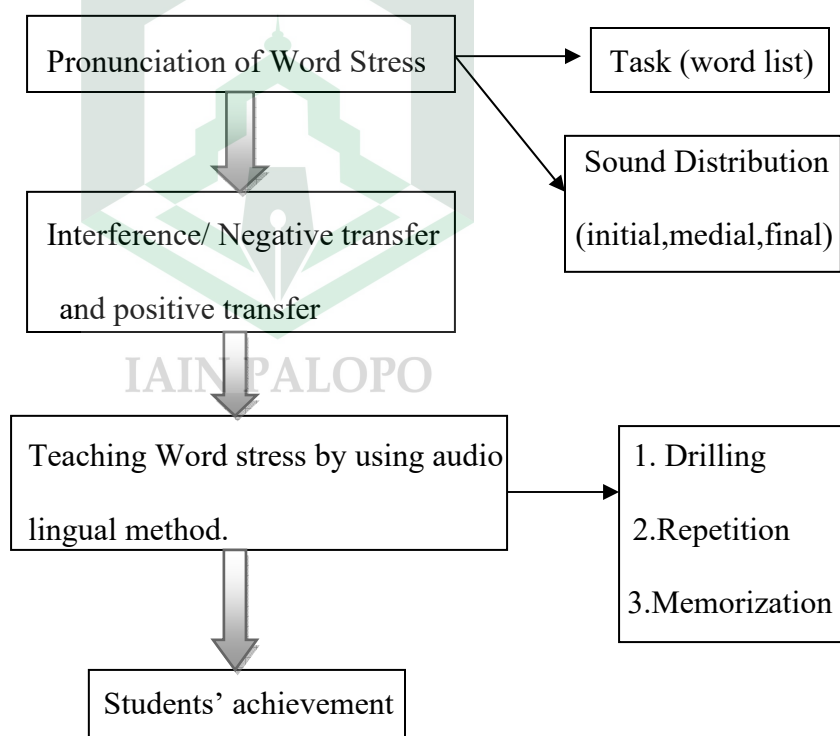 Pronunciation of Word Stress
Task (word list)
Sound Distribution
(initial,medial,final)
Interference/ Negative transfer
and positive transfer
IAIN PALOPO
Teaching Word stress by using audio
lingual method.
1. Drilling
2.Repetition
3.Memorization
Students’ achievement